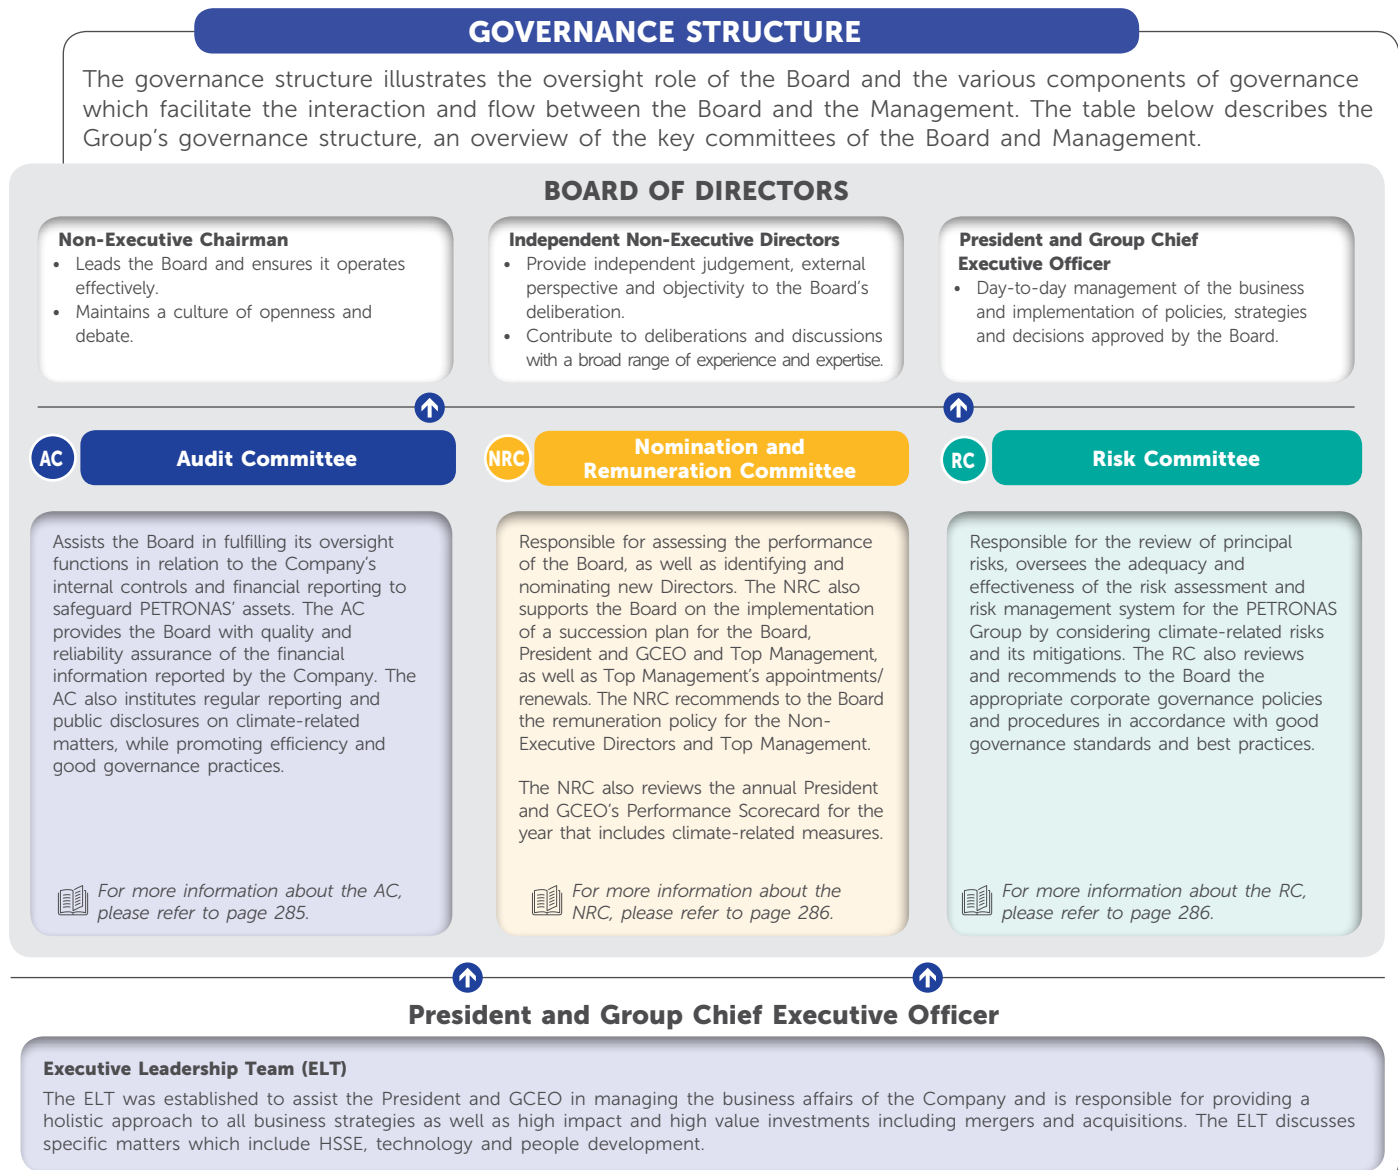 GOVERNANCE STRUCTURE
The governance structure illustrates the oversight role of the Board and the various components of governance
which facilitate the interaction and flow between the Board and the Management. The table below describes the
Group's governance structure, an overview of the key committees of the Board and Management.
BOARD OF DIRECTORS
Non-Executive Chairman
• Leads the Board and ensures it operates
effectively.
• Maintains a culture of openness and
debate.
Independent Non-Executive Directors
• Provide independent judgement, external
perspective and objectivity to the Board's
deliberation.
• Contribute to deliberations and discussions
with a broad range of experience and expertise.
President and Group Chief
Executive Officer
• Day-to-day management of the business
and implementation of policies, strategies
and decisions approved by the Board.
AC
Audit Committee
Assists the Board in fulfilling its oversight
functions in relation to the Company's
internal controls and financial reporting to
safeguard PETRONAS' assets. The AC
provides the Board with quality and
reliability assurance of the financial
information reported by the Company. The
AC also institutes regular reporting and
public disclosures on climate-related
matters, while promoting efficiency and
good governance practices.
For more information about the AC,
please refer to page 285.
NRC
Nomination and
Remuneration Committee
Responsible for assessing the performance
of the Board, as well as identifying and
nominating new Directors. The NRC also
supports the Board on the implementation
of a succession plan for the Board,
President and GCEO and Top Management,
as well as Top Management's appointments/
renewals. The NRC recommends to the Board
the remuneration policy for the Non-
Executive Directors and Top Management.
The NRC also reviews the annual President
and GCEO's Performance Scorecard for the
year that includes climate-related measures.
For more information about the
NRC, please refer to page 286.
RC
Risk Committee
Responsible for the review of principal
risks, oversees the adequacy and
effectiveness of the risk assessment and
risk management system for the PETRONAS
Group by considering climate-related risks
and its mitigations. The RC also reviews
and recommends to the Board the
appropriate corporate governance policies
and procedures in accordance with good
governance standards and best practices.
For more information about the RC,
please refer to page 286.
President and Group Chief Executive Officer
Executive Leadership Team (ELT)
The ELT was established to assist the President and GCEO in managing the business affairs of the Company and is responsible for providing a
holistic approach to all business strategies as well as high impact and high value investments including mergers and acquisitions. The ELT discusses
specific matters which include HSSE, technology and people development.